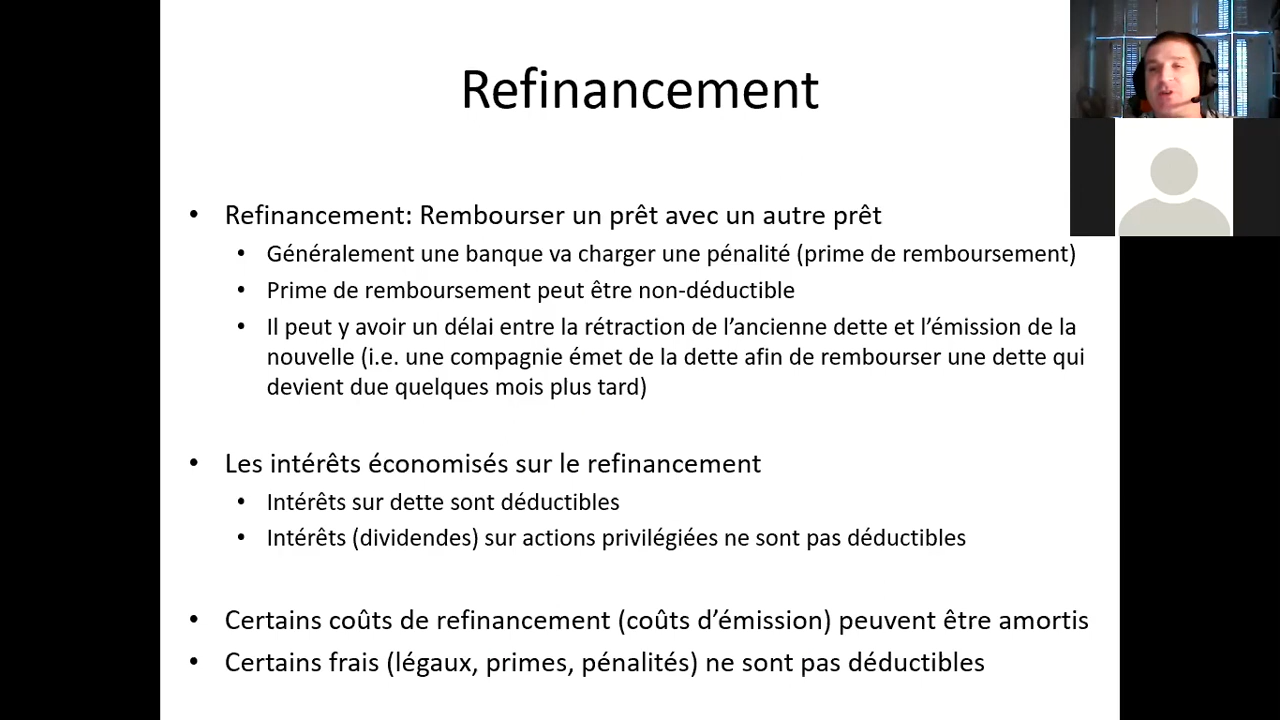 Refinancement
• Refinancement: Rembourser un prêt avec un autre prêt
• Généralement une banque va charger une pénalité (prime de remboursement)
• Prime de remboursement peut être non-déductible
• Il peut y avoir un délai entre la rétraction de l’ancienne dette et l’émission de la
nouvelle (i.e. une compagnie émet de la dette afin de rembourser une dette qui
devient due quelques mois plus tard)
• Les intérêts économisés sur le refinancement
• Intérêts sur dette sont déductibles
• Intérêts (dividendes) sur actions privilégiées ne sont pas déductibles
• Certains coûts de refinancement (coûts d’émission) peuvent être amortis
• Certains frais (légaux, primes, pénalités) ne sont pas déductibles